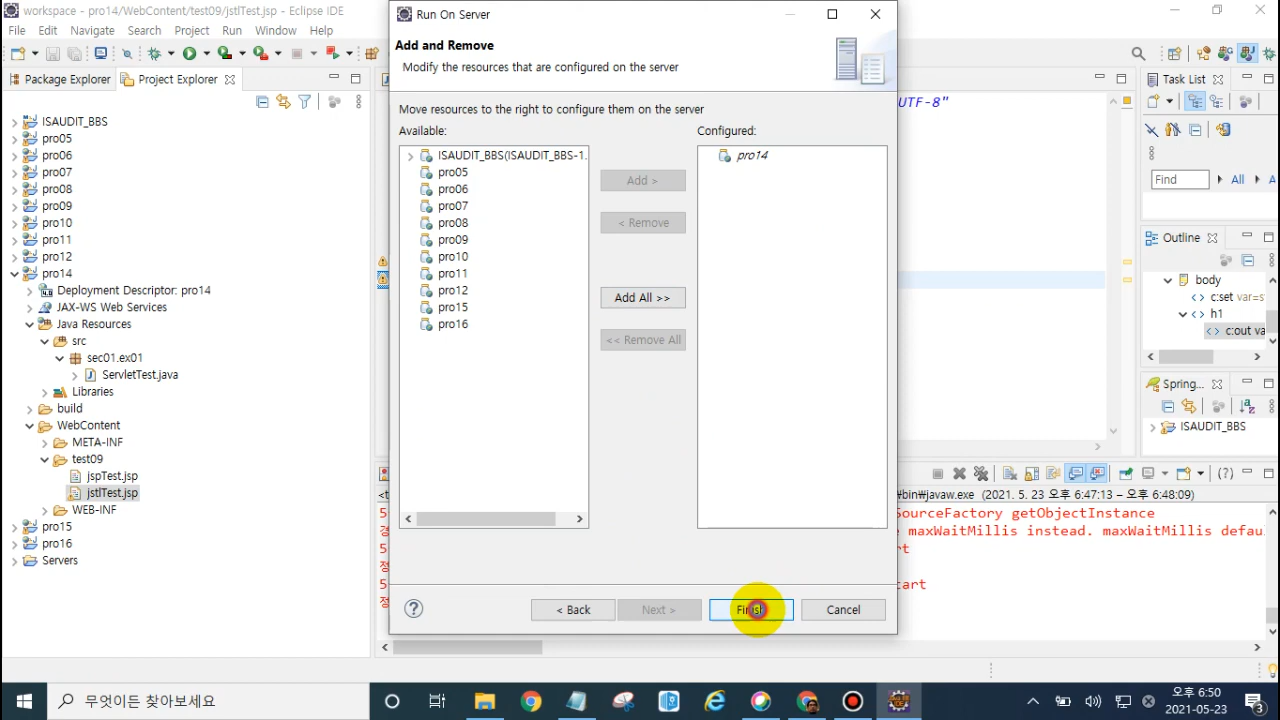 workspace - pro14/WebContent/test09/jstlTest.jsp - Eclipse IDE
File Edit Navigate Search Project Run Window Help
Package Explorer
Project Explorer
ISAUDIT_BBS
pro05
pro06
pro07
pro08
pro09
pro10
pro11
pro12
pro14
Deployment Descriptor: pro14
JAX-WS Web Services
Java Resources
src
sec01.ex01
ServletTest.java
Libraries
build
WebContent
META-INF
test09
jspTest.jsp
jstlTest.jsp
WEB-INF
pro15
pro16
Servers
Run On Server
Add and Remove
Modify the resources that are configured on the server
Move resources to the right to configure them on the server
Available:
Configured:
ISAUDIT_BBS(ISAUDIT_BBS-1.
pro05
pro06
pro07
pro08
pro09
pro10
pro11
pro12
pro15
pro16
Add >
< Remove
Add All >>
<< Remove All
pro14
< Back
Next >
Finish
Cancel
UTF-8"
Task List
Find
All
A
Outline
body
c:set var=s
h1
c:out va
Spring...
ISAUDIT_BBS
<t
₩bin₩javaw.exe (2021. 5. 23 오후 6:47:13 – 오후 6:48:09)
SourceFactory getObjectInstance
maxWaitMillis instead. maxWaitMillis defau
rt
tart
무엇이든 찾아보세요
오후 6:50
2021-05-23
3